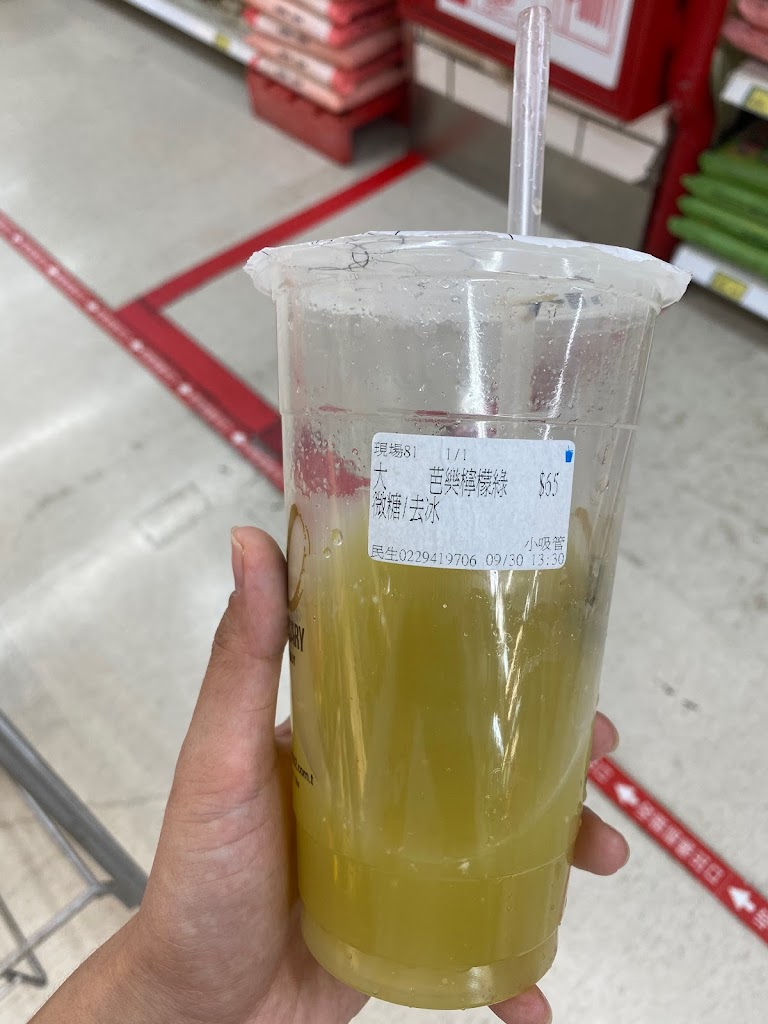 現場81 1/1
大 芭樂檸檬綠 $65
微糖/去冰
小吸管
民生0229419706 09/30 13:30